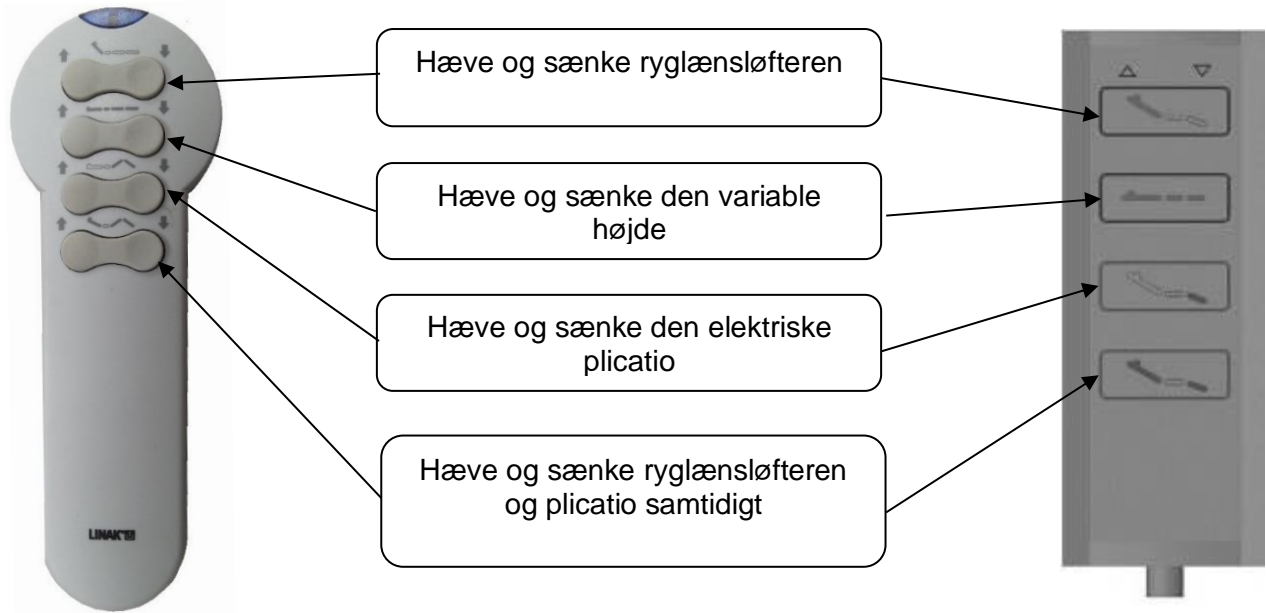 Hæve og sænke ryglænsløfteren
Hæve og sænke den variable
højde
Hæve og sænke den elektriske
plicatio
Hæve og sænke ryglænsløfteren
og plicatio samtidigt
LINAK